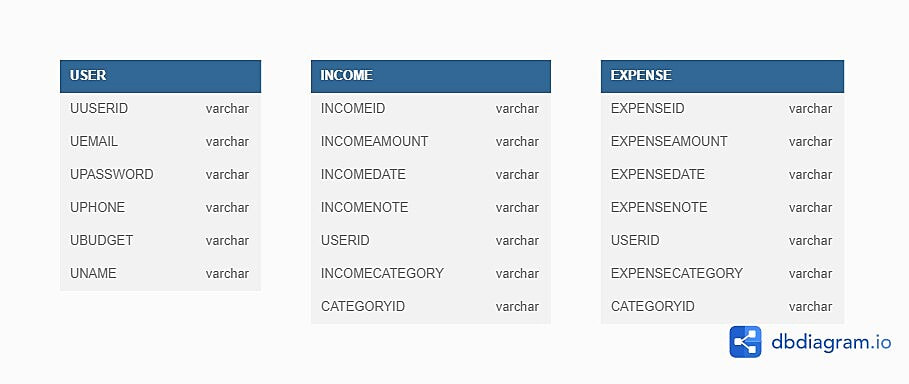 USER
UUSERID varchar
UEMAIL varchar
UPASSWORD varchar
UPHONE varchar
UBUDGET varchar
UNAME varchar
INCOME
INCOMEID varchar
INCOMEAMOUNT varchar
INCOMEDATE varchar
INCOMENOTE varchar
USERID varchar
INCOMECATEGORY varchar
CATEGORYID varchar
EXPENSE
EXPENSEID varchar
EXPENSEAMOUNT varchar
EXPENSEDATE varchar
EXPENSENOTE varchar
USERID varchar
EXPENSECATEGORY varchar
CATEGORYID varchar
dbdiagram.io